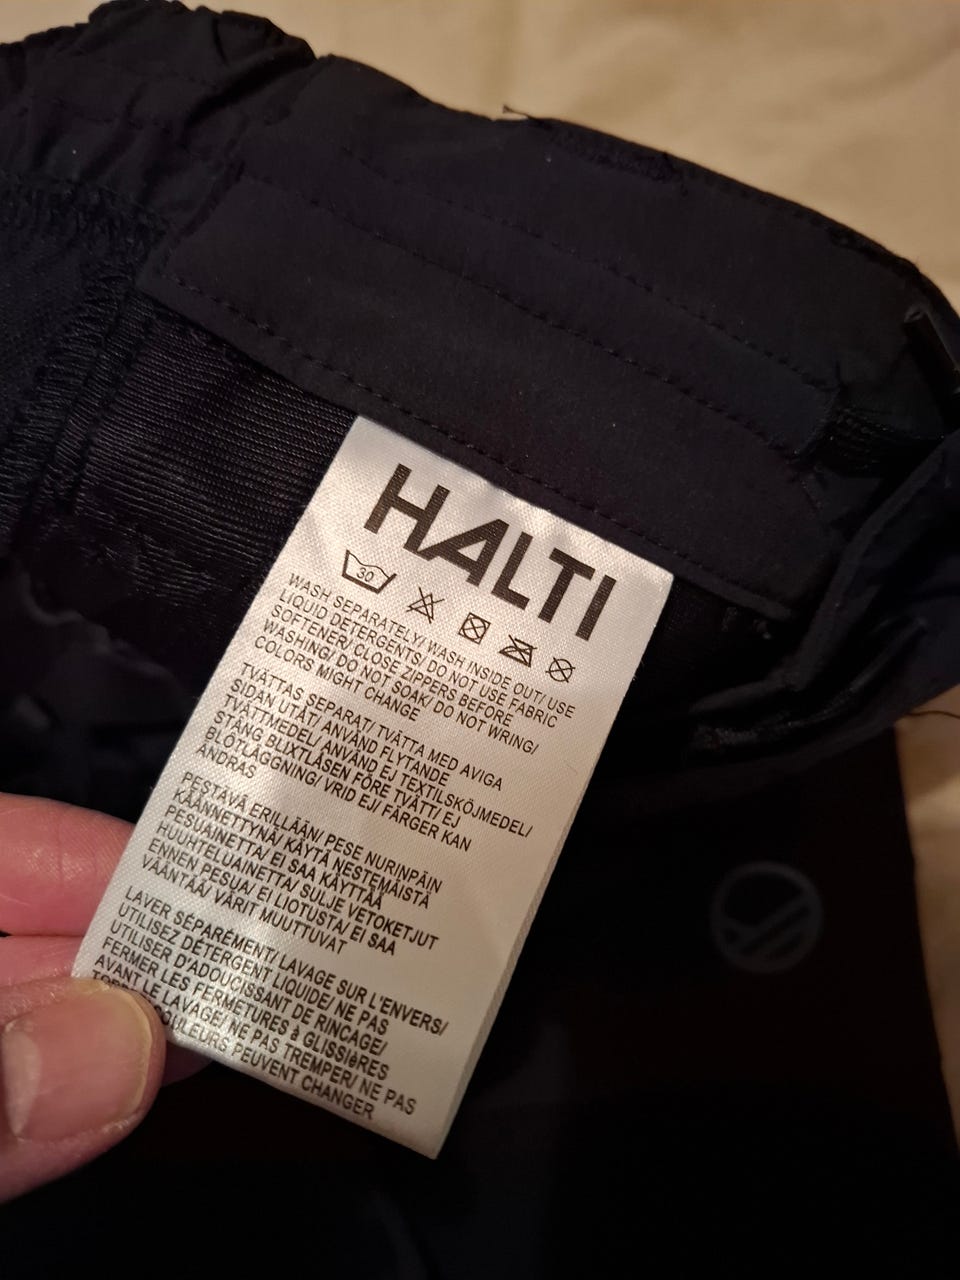 HALTI
30
WASH SEPARATELY/ WASH INSIDE OUT/ USE
LIQUID DETERGENTS/ DO NOT USE FABRIC
SOFTENER/ CLOSE ZIPPERS BEFORE
WASHING/ DO NOT SOAK/ DO NOT WRING/
COLORS MIGHT CHANGE
TVÄTTAS SEPARAT/ TVÄTTA MED AVIGA
SIDAN UTÅT/ ANVÄND FLYTANDE
TVÄTTMEDEL/ ANVÄND EJ TEXTILSKÖJMEDEL/
STÄNG BLIXTLÅSEN FÖRE TVÄTT/ EJ
BLÖTLÄGGNING/ VRID EJ/ FÄRGER KAN
ÄNDRAS
PESTÄVÄ ERILLÄÄN/ PESE NURINPÄIN
KÄÄNNETTYNÄ/ KÄYTÄ NESTEMÄISTÄ
PESUAINETTA/ EI SAA KÄYTTÄÄ
HUUHTELUAINETTA/ SULJE VETOKETJUT
ENNEN PESUA/ EI LIOTUSTA/ EI SAA
VÄÄNTÄÄ/ VÄRIT MUUTTUVAT
LAVER SÉPARÉMENT/ LAVAGE SUR L'ENVERS/
UTILISEZ DÉTERGENT LIQUIDE/ NE PAS
UTILISER D'ADOUCISSANT DE RINCAGE/
FERMER LES FERMETURES à GLISSIèRES
AVANT LE LAVAGE/ NE PAS TREMPER/ NE PAS
COULEURS PEUVENT CHANGER